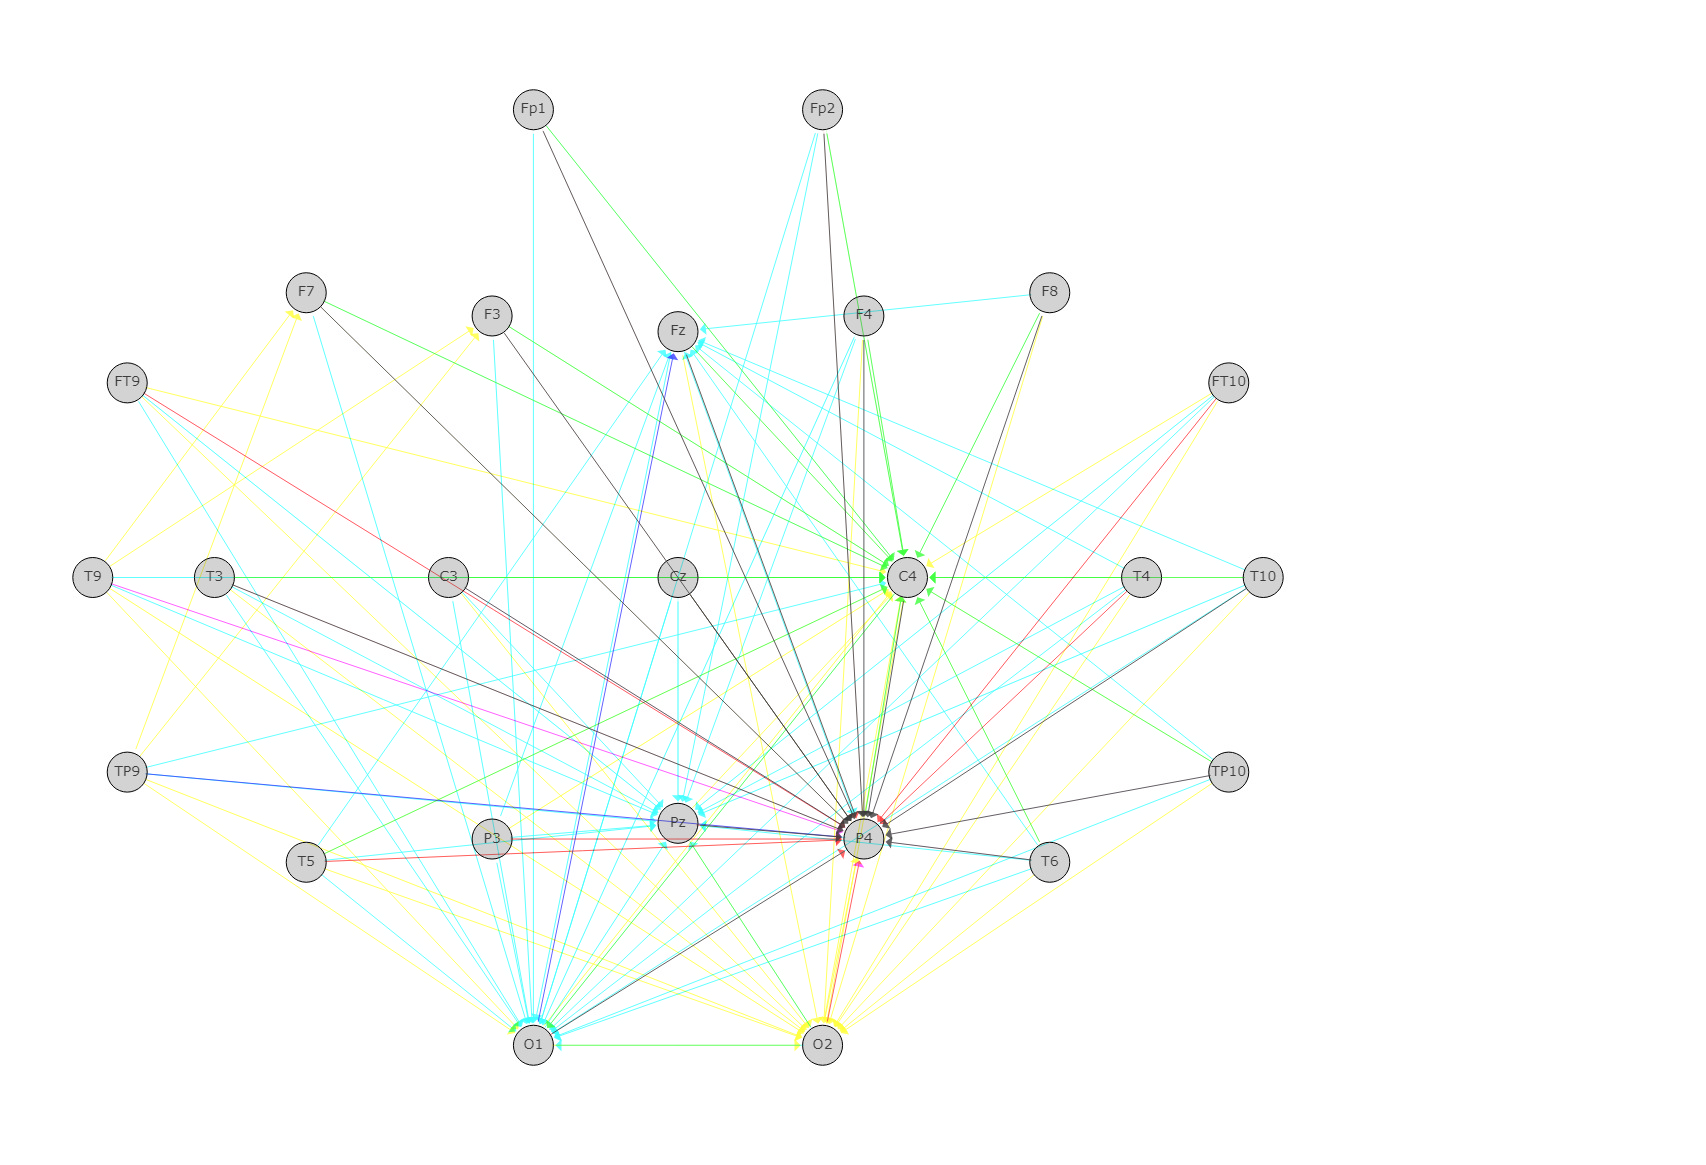 Fp1 Fp2
F7 F3 Fz F4 F8
FT9 FT10
T9 T3 C3 Cz C4 T4 T10
TP9 TP10
T5 P3 Pz P4 T6
O1 O2